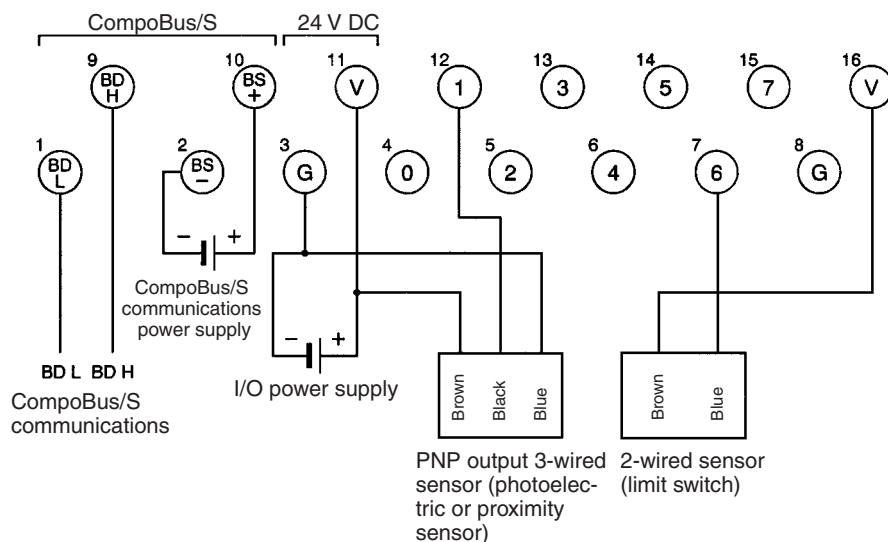 CompoBus/S 24 V DC
9 10 11 12 13 14 15 16
BD H BS + V 1 3 5 7 V
1 2 3 4 5 6 7 8
BD L BS – G 0 2 4 6 G
– +
CompoBus/S
communications
power supply
– +
BD L BD H
I/O power supply
CompoBus/S
communications
Brown Black Blue
Brown Blue
PNP output 3-wired
sensor (photoelec-
tric or proximity
sensor)
2-wired sensor
(limit switch)